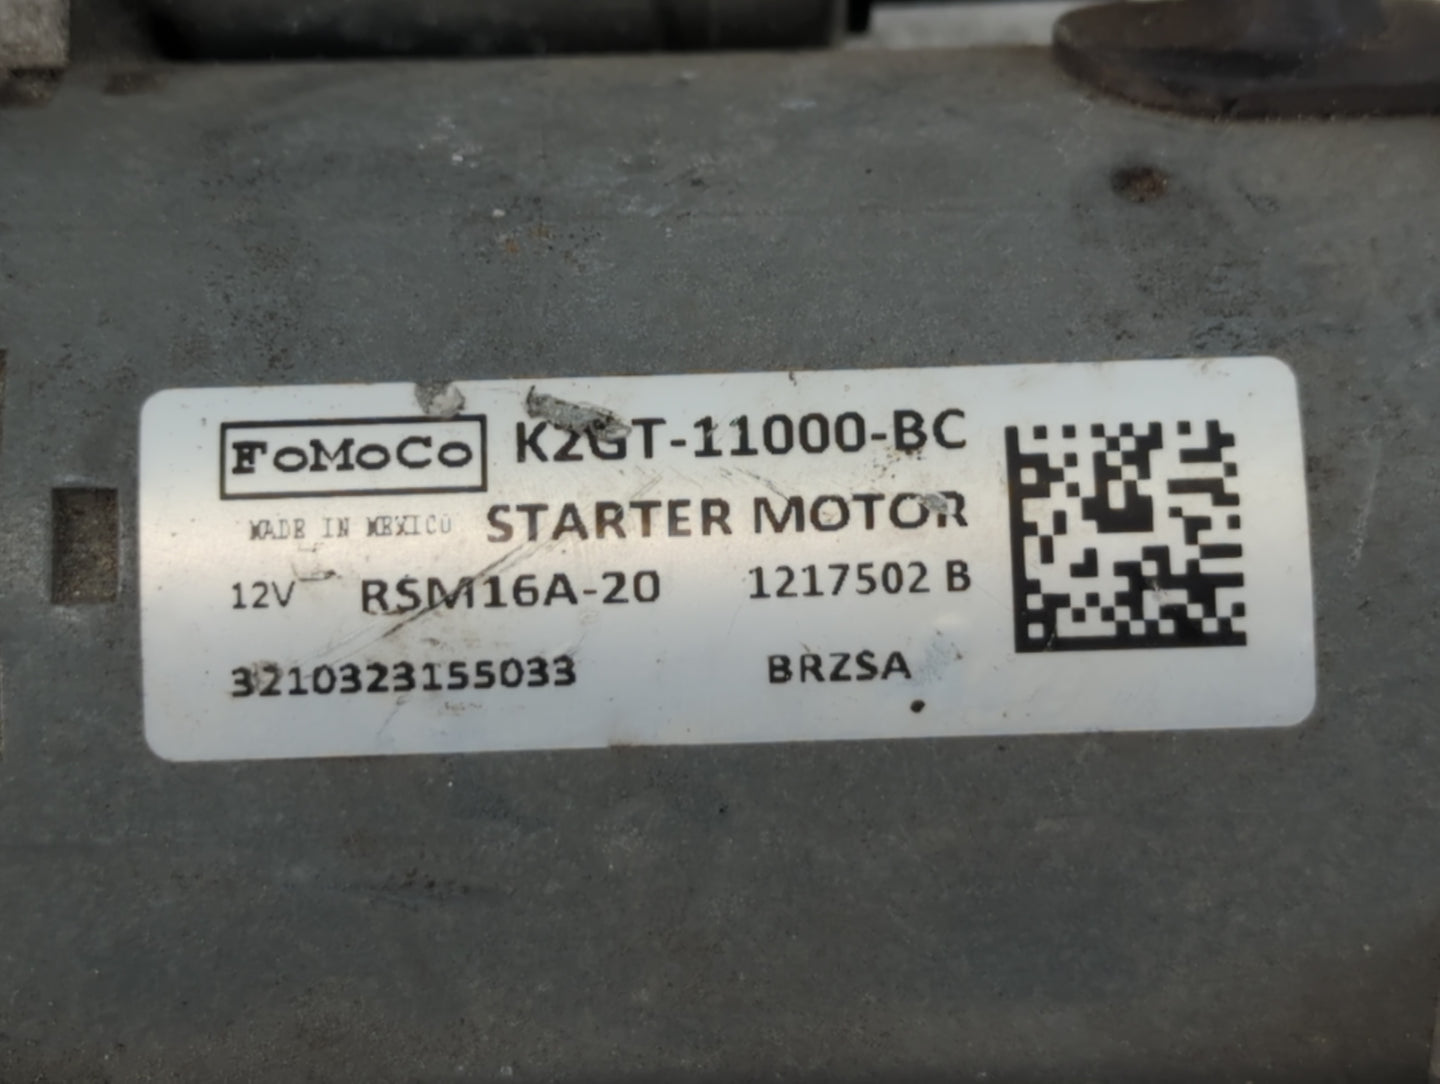 FoMoCo K2GT-11000-BC
MADE IN MEXICO STARTER MOTOR
12V RSM16A-20 1217502 B
3210323155033 BRZSA